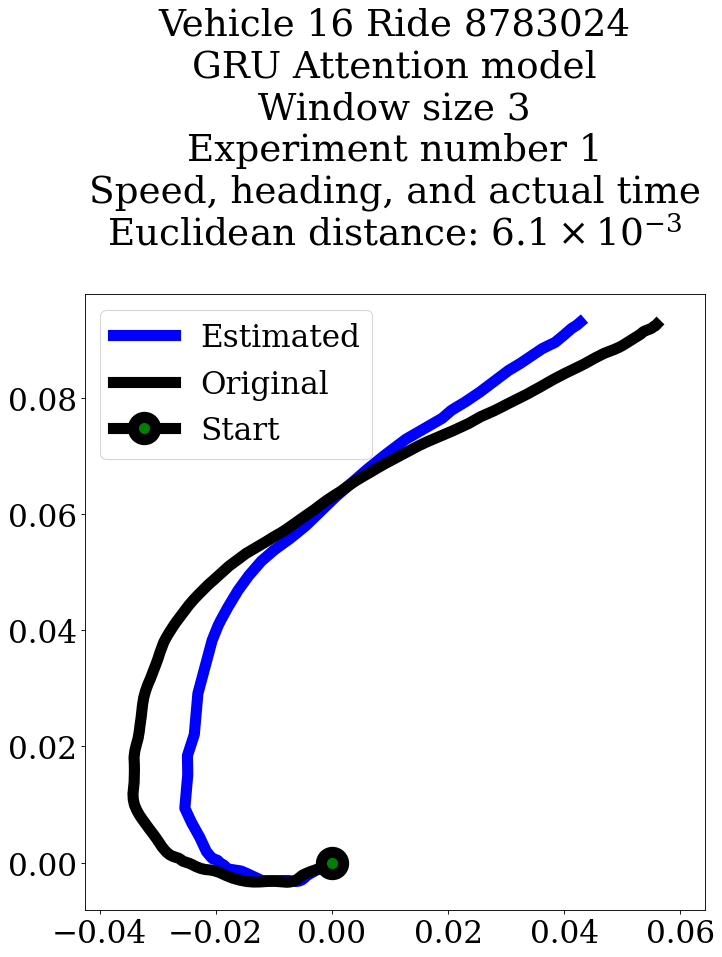 Vehicle 16 Ride 8783024
GRU Attention model
Window size 3
Experiment number 1
Speed, heading, and actual time
Euclidean distance: 6.1 × 10⁻³
Estimated
Original
Start
0.08
0.06
0.04
0.02
0.00
−0.04 −0.02 0.00 0.02 0.04 0.06